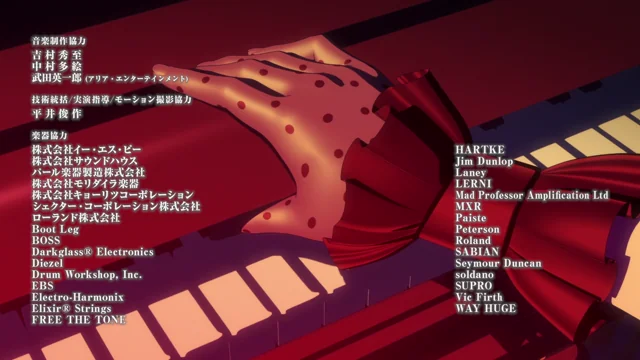 音楽制作協力
吉村秀至
中村多絵
武田英一郎 (アリア・エンターテインメント)
技術統括/実演指導/モーション撮影協力
平井俊作
楽器協力
株式会社イー・エス・ピー
株式会社サウンドハウス
パール楽器製造株式会社
株式会社モリダイラ楽器
株式会社キョーリツコーポレーション
シェクター・コーポレーション株式会社
ローランド株式会社
Boot Leg
BOSS
Darkglass® Electronics
Diezel
Drum Workshop, Inc.
EBS
Electro-Harmonix
Elixir® Strings
FREE THE TONE
HARTKE
Jim Dunlop
Laney
LERNI
Mad Professor Amplification Ltd
MXR
Paiste
Peterson
Roland
SABIAN
Seymour Duncan
soldano
SUPRO
Vic Firth
WAY HUGE